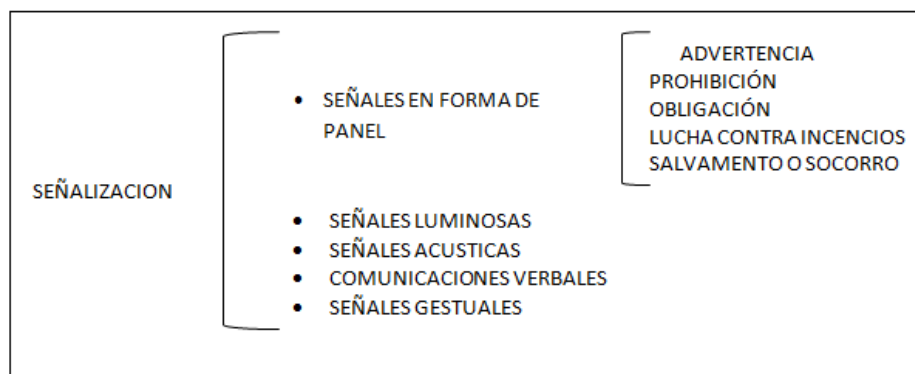 ADVERTENCIA
• SEÑALES EN FORMA DE
PANEL
PROHIBICIÓN
OBLIGACIÓN
LUCHA CONTRA INCENCIOS
SALVAMENTO O SOCORRO
SEÑALIZACION
• SEÑALES LUMINOSAS
• SEÑALES ACUSTICAS
• COMUNICACIONES VERBALES
• SEÑALES GESTUALES